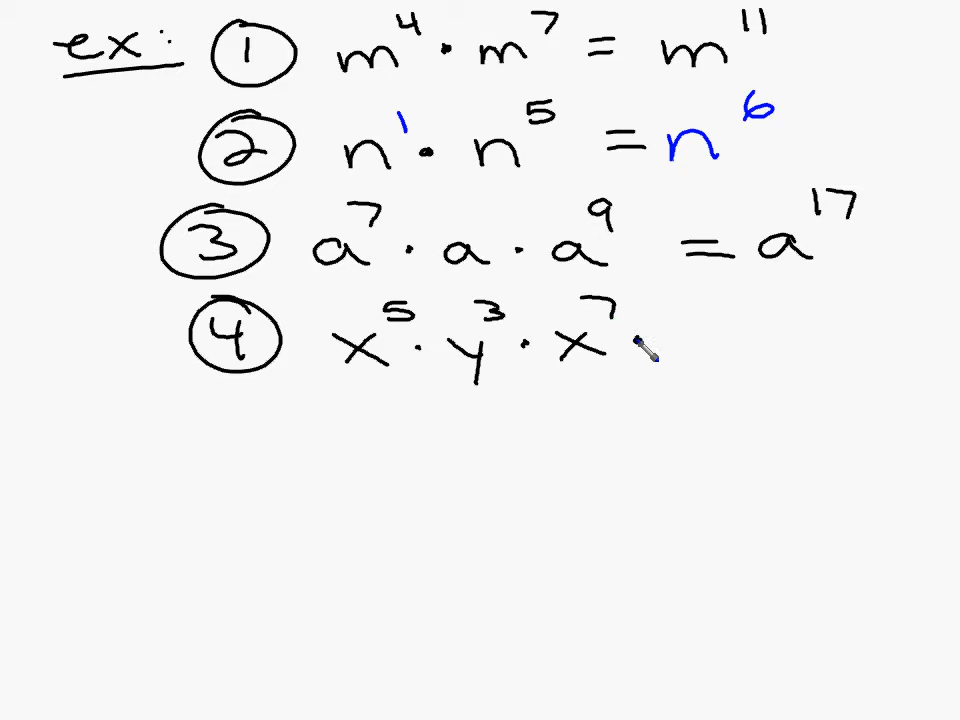 ex: ① m⁴ · m⁷ = m¹¹
② n¹ · n⁵ = n⁶
③ a⁷ · a · a⁹ = a¹⁷
④ x⁵ · y³ · x⁷ ·